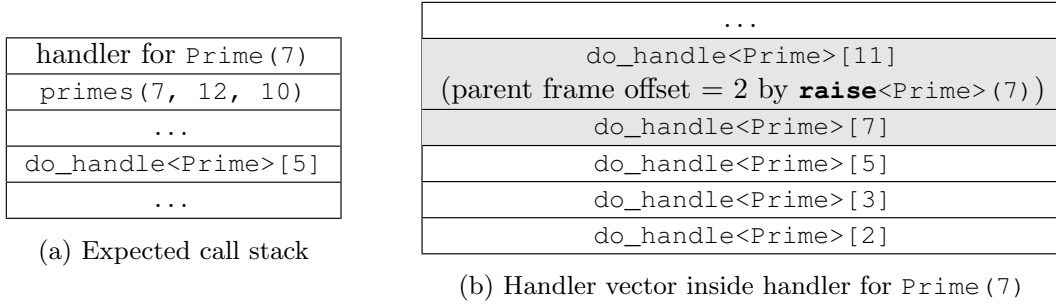 handler for Prime(7)
primes(7, 12, 10)
...
do_handle<Prime>[5]
...
(a) Expected call stack
...
do_handle<Prime>[11]
(parent frame offset = 2 by raise<Prime>(7))
do_handle<Prime>[7]
do_handle<Prime>[5]
do_handle<Prime>[3]
do_handle<Prime>[2]
(b) Handler vector inside handler for Prime(7)